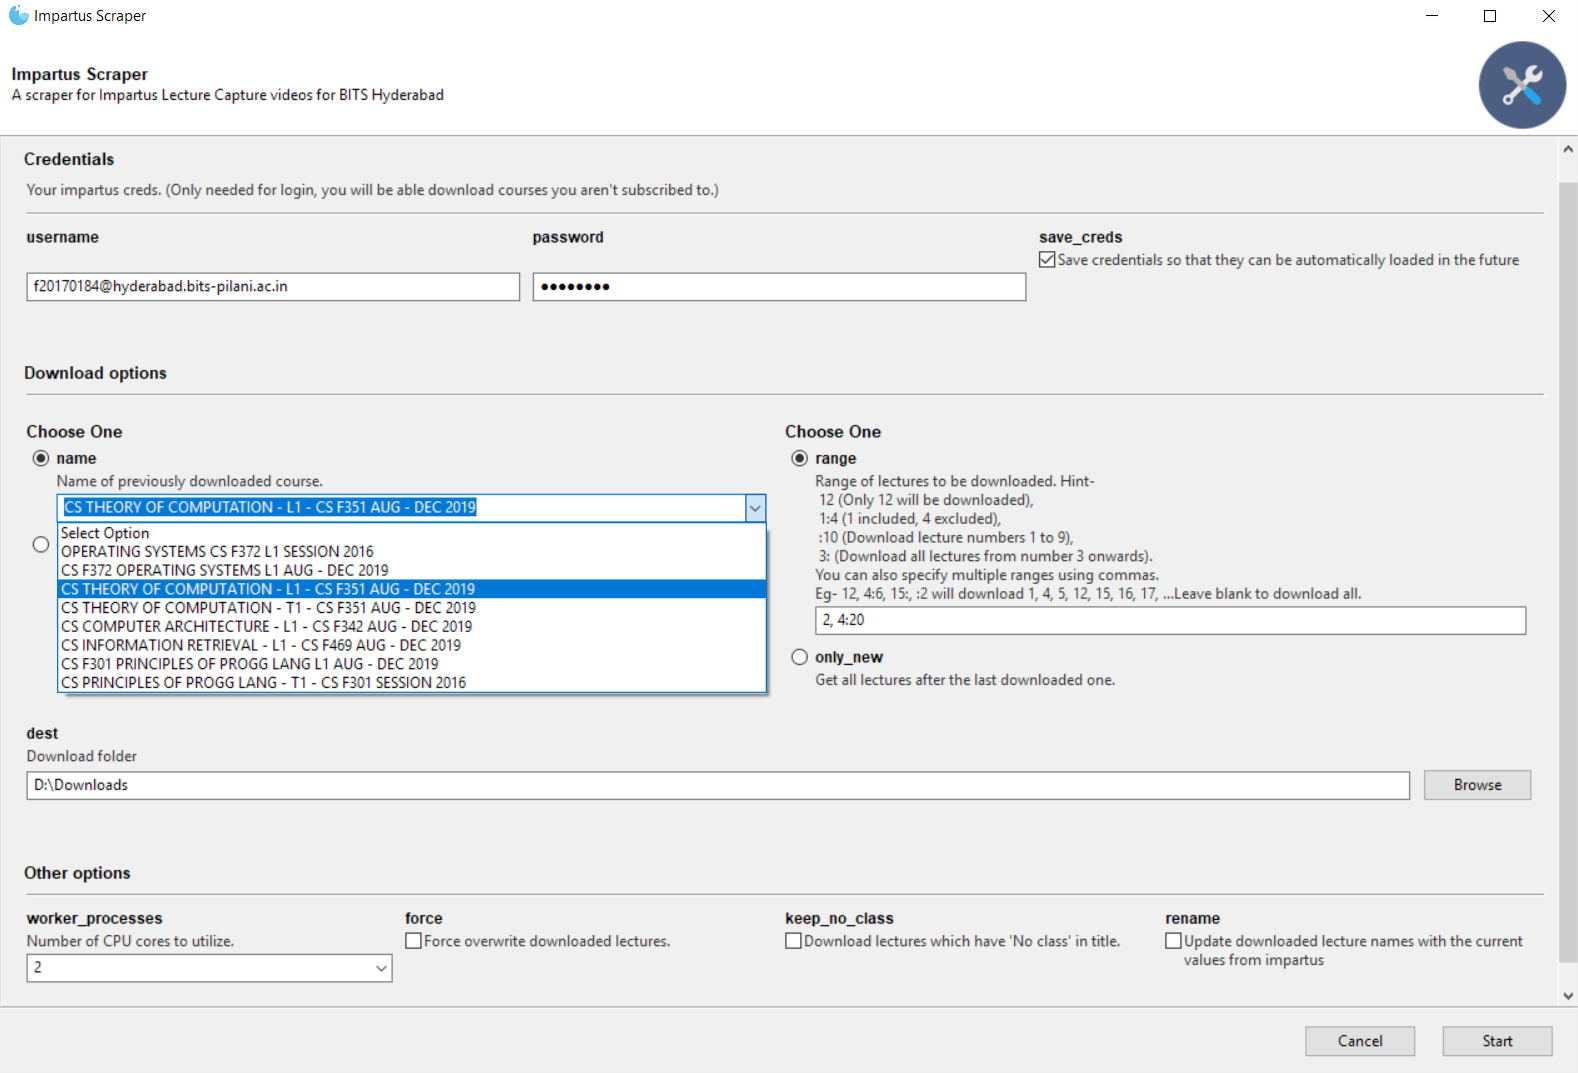 Impartus Scraper
Impartus Scraper
A scraper for Impartus Lecture Capture videos for BITS Hyderabad
Credentials
Your impartus creds. (Only needed for login, you will be able download courses you aren't subscribed to.)
username
f20170184@hyderabad.bits-pilani.ac.in
password
••••••••
save_creds
Save credentials so that they can be automatically loaded in the future
Download options
Choose One
name
Name of previously downloaded course.
CS THEORY OF COMPUTATION - L1 - CS F351 AUG - DEC 2019
Select Option
OPERATING SYSTEMS CS F372 L1 SESSION 2016
CS F372 OPERATING SYSTEMS L1 AUG - DEC 2019
CS THEORY OF COMPUTATION - L1 - CS F351 AUG - DEC 2019
CS THEORY OF COMPUTATION - T1 - CS F351 AUG - DEC 2019
CS COMPUTER ARCHITECTURE - L1 - CS F342 AUG - DEC 2019
CS INFORMATION RETRIEVAL - L1 - CS F469 AUG - DEC 2019
CS F301 PRINCIPLES OF PROGG LANG L1 AUG - DEC 2019
CS PRINCIPLES OF PROGG LANG - T1 - CS F301 SESSION 2016
Choose One
range
Range of lectures to be downloaded. Hint-
12 (Only 12 will be downloaded),
1:4 (1 included, 4 excluded),
:10 (Download lecture numbers 1 to 9),
3: (Download all lectures from number 3 onwards).
You can also specify multiple ranges using commas.
Eg- 12, 4:6, 15:, :2 will download 1, 4, 5, 12, 15, 16, 17, ...Leave blank to download all.
2, 4:20
only_new
Get all lectures after the last downloaded one.
dest
Download folder
D:\Downloads
Browse
Other options
worker_processes
Number of CPU cores to utilize.
2
force
Force overwrite downloaded lectures.
keep_no_class
Download lectures which have 'No class' in title.
rename
Update downloaded lecture names with the current
values from impartus
Cancel
Start